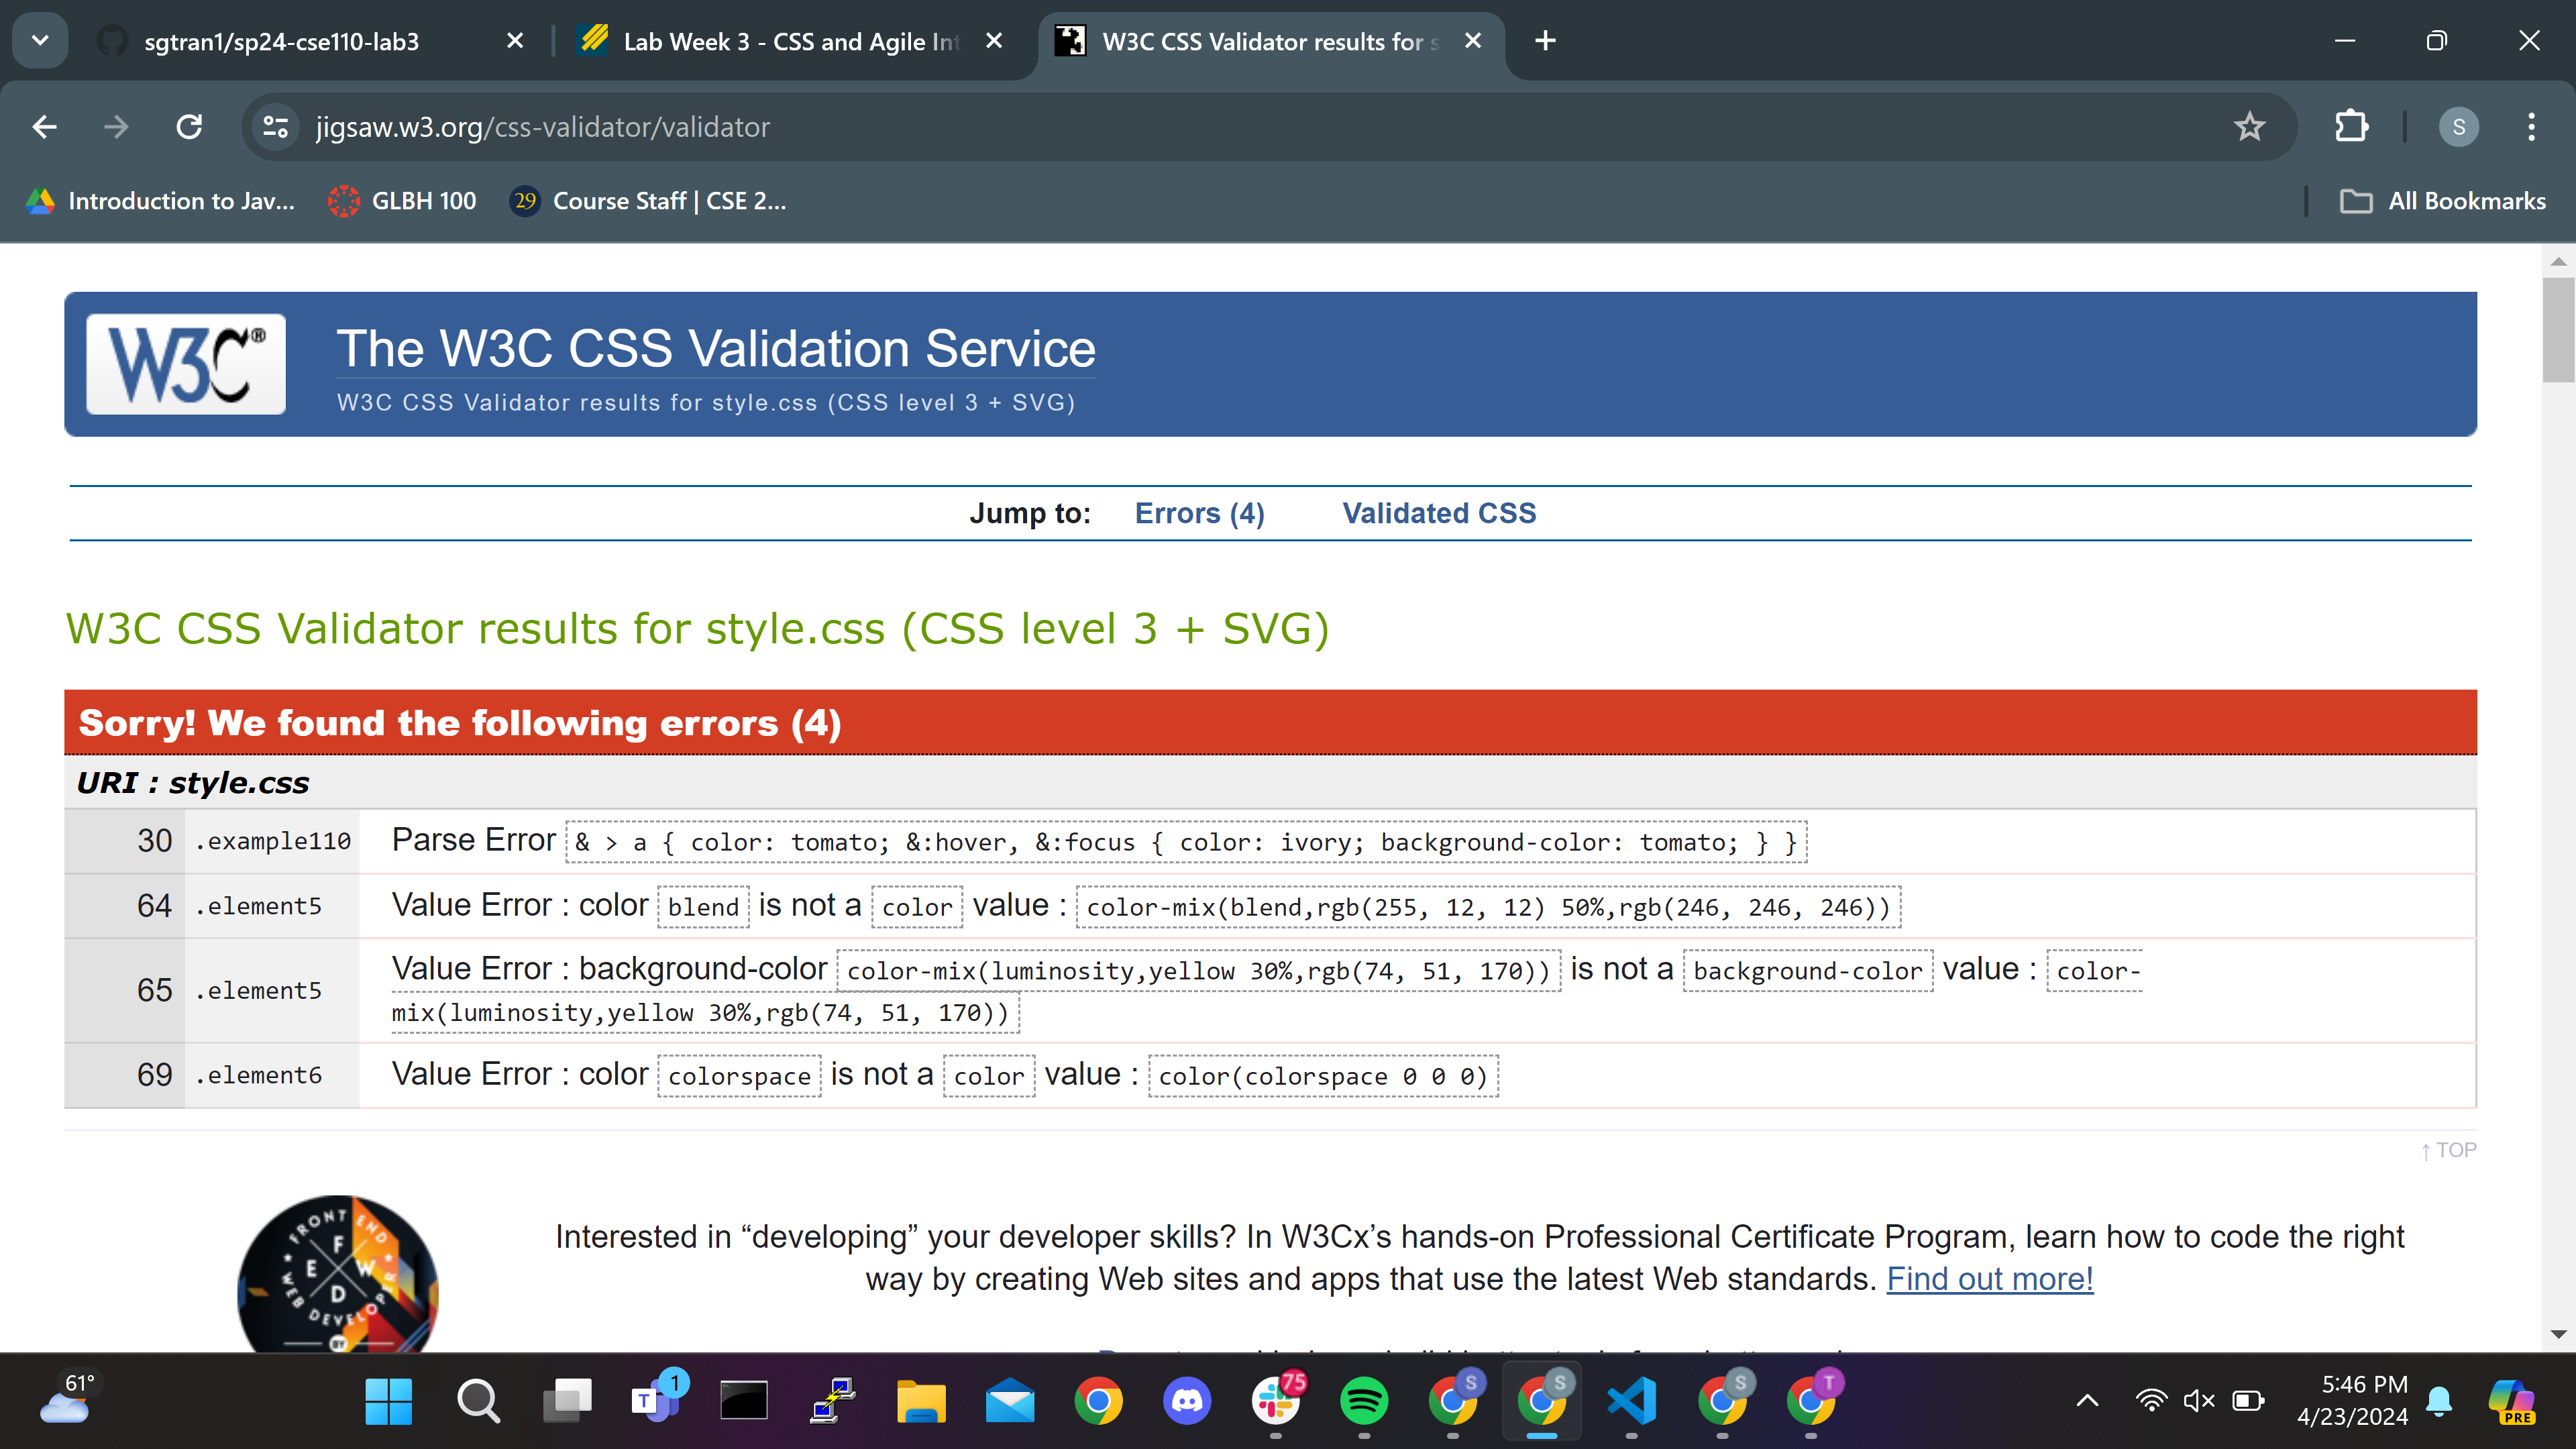 sgtran1/sp24-cse110-lab3
Lab Week 3 - CSS and Agile Int
W3C CSS Validator results for s
jigsaw.w3.org/css-validator/validator
S
Introduction to Jav...
GLBH 100
29
Course Staff | CSE 2...
All Bookmarks
W3C®
The W3C CSS Validation Service
W3C CSS Validator results for style.css (CSS level 3 + SVG)
Jump to: Errors (4) Validated CSS
W3C CSS Validator results for style.css (CSS level 3 + SVG)
Sorry! We found the following errors (4)
URI : style.css
30 .example110 Parse Error & > a { color: tomato; &:hover, &:focus { color: ivory; background-color: tomato; } }
64 .element5 Value Error : color blend is not a color value : color-mix(blend,rgb(255, 12, 12) 50%,rgb(246, 246, 246))
65 .element5 Value Error : background-color color-mix(luminosity,yellow 30%,rgb(74, 51, 170)) is not a background-color value : color-
mix(luminosity,yellow 30%,rgb(74, 51, 170))
69 .element6 Value Error : color colorspace is not a color value : color(colorspace 0 0 0)
↑ TOP
FRONT END
F E W D
WEB DEVELOPER
Interested in “developing” your developer skills? In W3Cx’s hands-on Professional Certificate Program, learn how to code the right
way by creating Web sites and apps that use the latest Web standards. Find out more!
61°
T
1
75
S
S
S
T
5:46 PM
4/23/2024
PRE